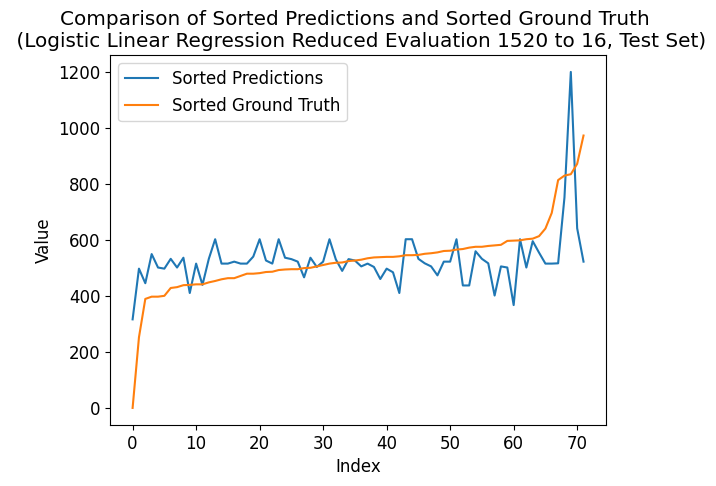 Comparison of Sorted Predictions and Sorted Ground Truth
(Logistic Linear Regression Reduced Evaluation 1520 to 16, Test Set)
Sorted Predictions
Sorted Ground Truth
1200
1000
800
600
400
200
0
Value
0 10 20 30 40 50 60 70
Index